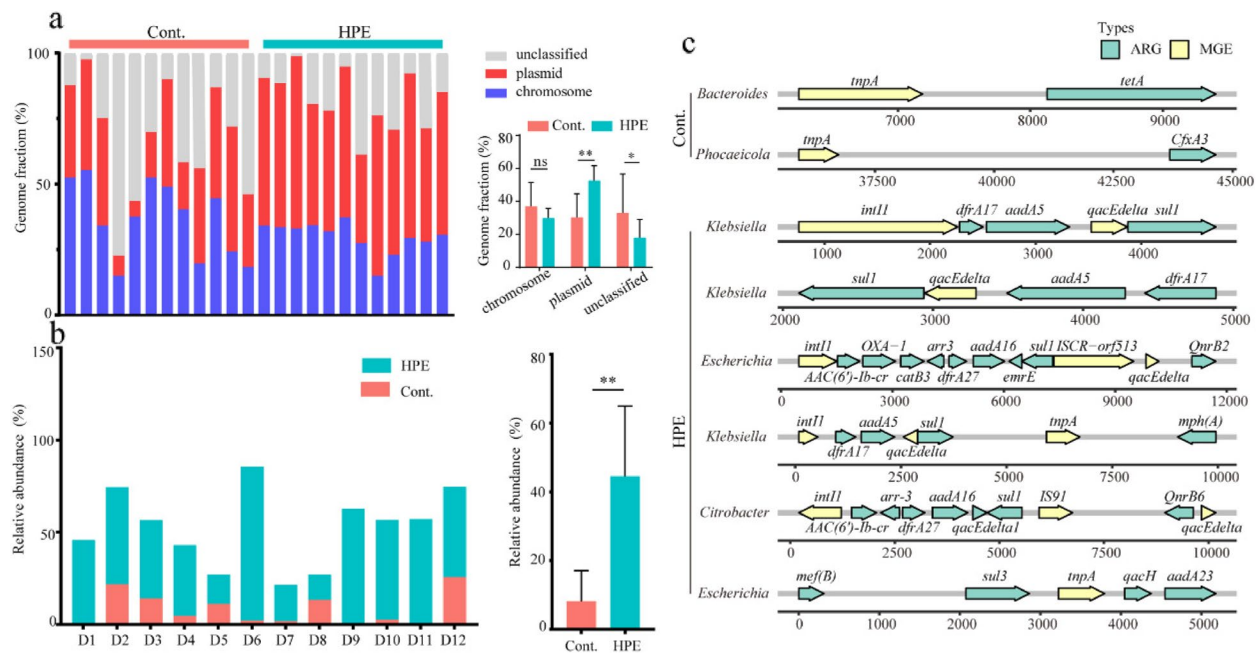 a
Cont.
HPE
100
50
0
Genome fraction (%)
unclassified
plasmid
chromosome
Cont.
HPE
80
60
40
20
0
Genome fraction (%)
ns
**
*
chromosome
plasmid
unclassified
b
150
100
50
0
Relative abundance (%)
HPE
Cont.
D1 D2 D3 D4 D5 D6 D7 D8 D9 D10 D11 D12
80
60
40
20
0
Relative abundance (%)
**
Cont. HPE
c
Types
ARG
MGE
Cont.
Bacteroides
tnpA tetA
7000 8000 9000
Phocaeicola
tnpA CfxA3
37500 40000 42500 45000
HPE
Klebsiella
intI1 dfrA17 aadA5 qacEdelta sul1
1000 2000 3000 4000
Klebsiella
sul1 qacEdelta aadA5 dfrA17
2000 3000 4000 5000
Escherichia
intI1 OXA-1 arr3 aadA16 sul1 ISCR-orf513 QnrB2
AAC(6')-Ib-cr catB3 dfrA27 emrE qacEdelta
0 3000 6000 9000 12000
Klebsiella
intI1 aadA5 sul1 tnpA mph(A)
dfrA17 qacEdelta
0 2500 5000 7500 10000
Citrobacter
intI1 arr-3 aadA16 sul1 IS91 QnrB6
AAC(6')-Ib-cr dfrA27 qacEdelta1 qacEdelta
0 2500 5000 7500 10000
Escherichia
mef(B) sul3 tnpA qacH aadA23
0 1000 2000 3000 4000 5000